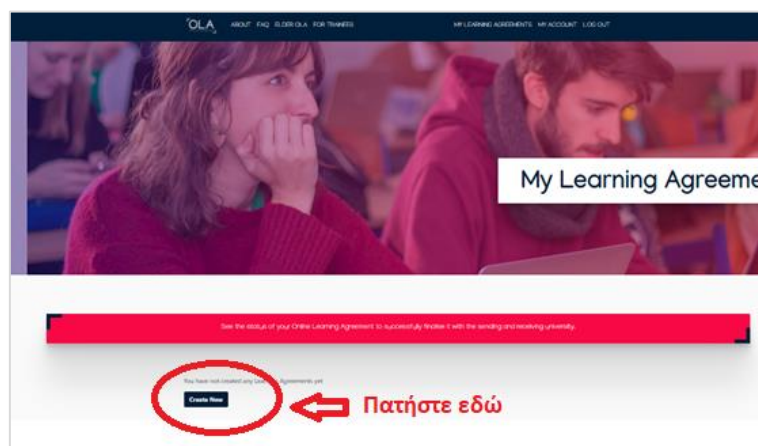 OLA ABOUT FAQ ELDER OLA FOR TRAINEES MY LEARNING AGREEMENTS MY ACCOUNT LOG OUT
My Learning Agreeme
See the status of your Online Learning Agreement to successfully finalise it with the sending and receiving university.
You have not created any Learning Agreements yet
Create New
Πατήστε εδώ